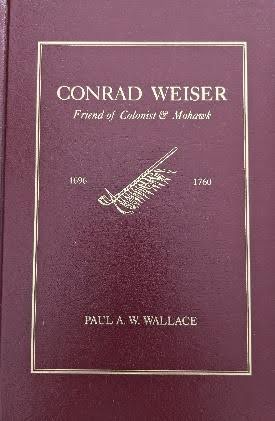 CONRAD WEISER
Friend of Colonist & Mohawk
1696 1760
PAUL A. W. WALLACE